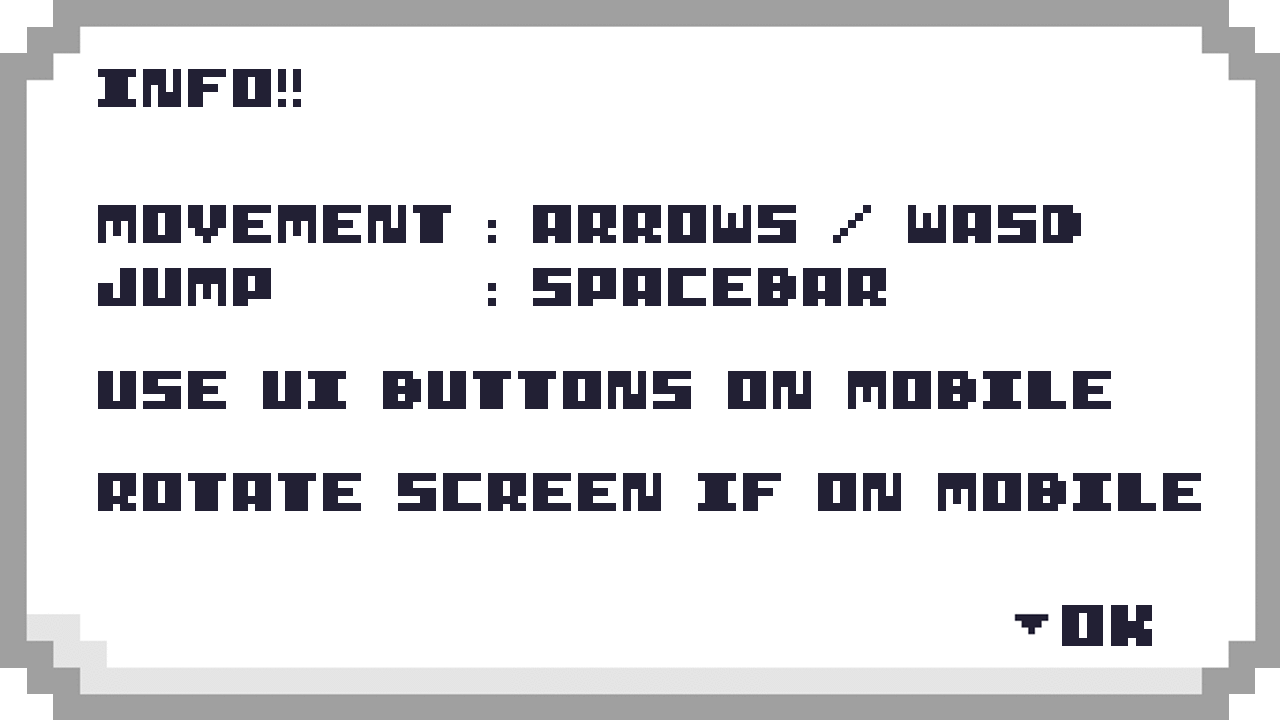 INFO!!
MOVEMENT : ARROWS / WASD
JUMP : SPACEBAR
USE UI BUTTONS ON MOBILE
ROTATE SCREEN IF ON MOBILE
OK